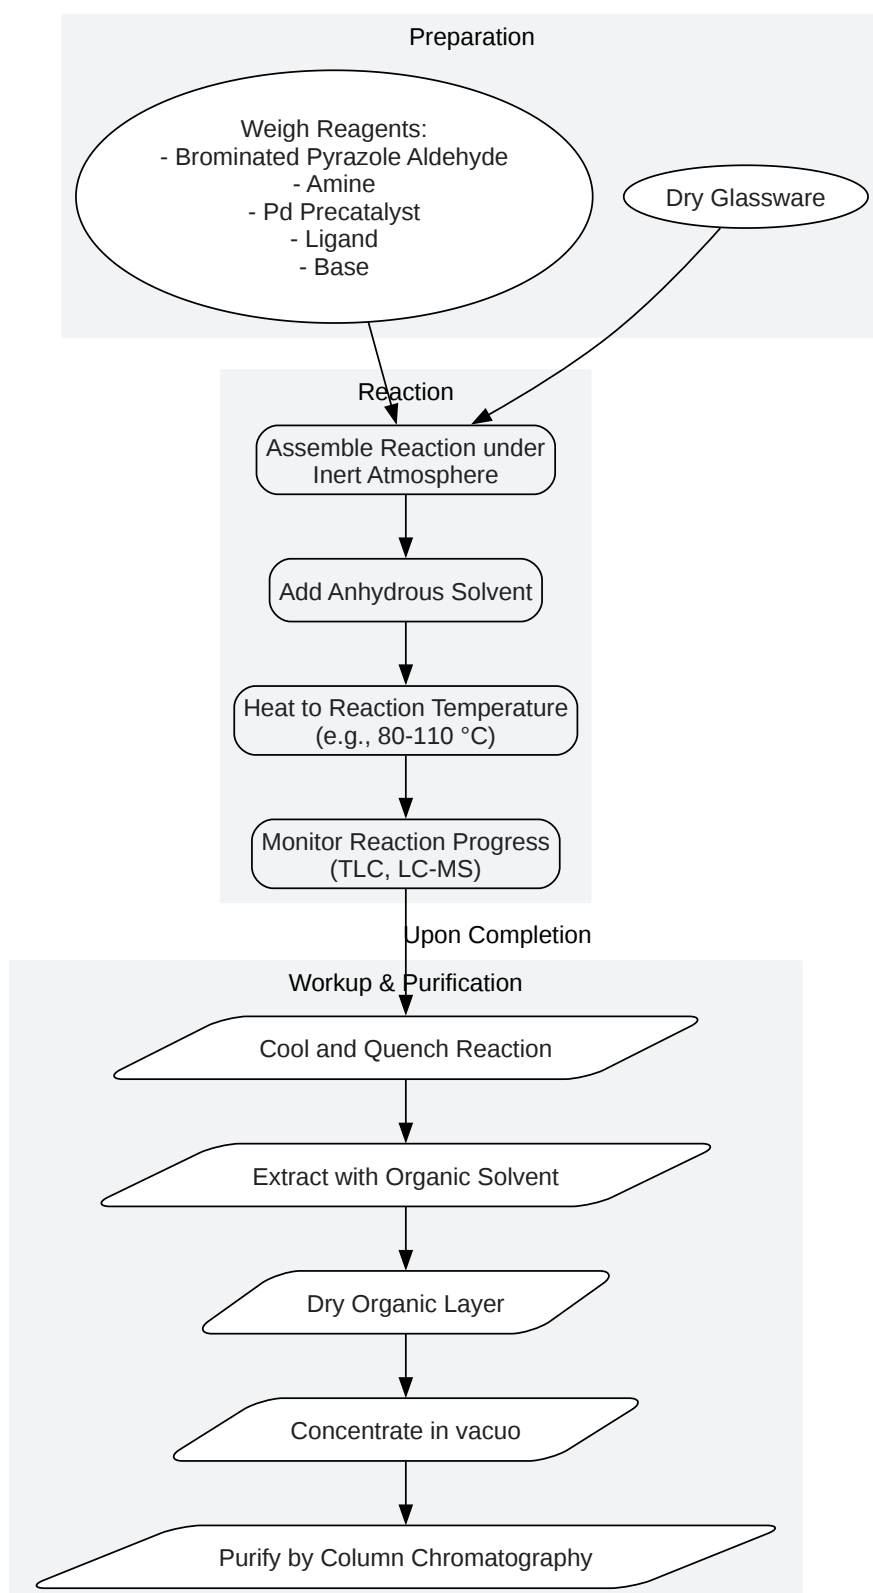 Preparation
Weigh Reagents:
- Brominated Pyrazole Aldehyde
- Amine
- Pd Precatalyst
- Ligand
- Base
Dry Glassware
Reaction
Assemble Reaction under
Inert Atmosphere
Add Anhydrous Solvent
Heat to Reaction Temperature
(e.g., 80-110 °C)
Monitor Reaction Progress
(TLC, LC-MS)
Upon Completion
Workup & Purification
Cool and Quench Reaction
Extract with Organic Solvent
Dry Organic Layer
Concentrate in vacuo
Purify by Column Chromatography